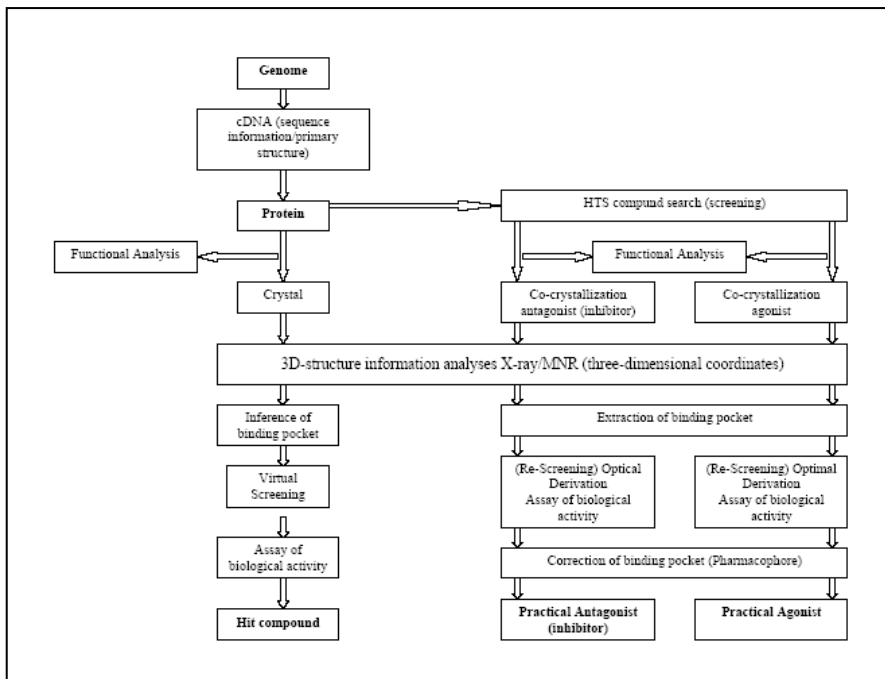 Genome
cDNA (sequence
information/primary
structure)
Protein
HTS compund search (screening)
Functional Analysis
Functional Analysis
Crystal
Co-crystallization
antagonist (inhibitor)
Co-crystallization
agonist
3D-structure information analyses X-ray/MNR (three-dimensional coordinates)
Inference of
binding pocket
Extraction of binding pocket
Virtual
Screening
(Re-Screening) Optical
Derivation
Assay of biological
activity
(Re-Screening) Optimal
Derivation
Assay of biological
activity
Assay of
biological activity
Correction of binding pocket (Pharmacophore)
Hit compound
Practical Antagonist
(inhibitor)
Practical Agonist